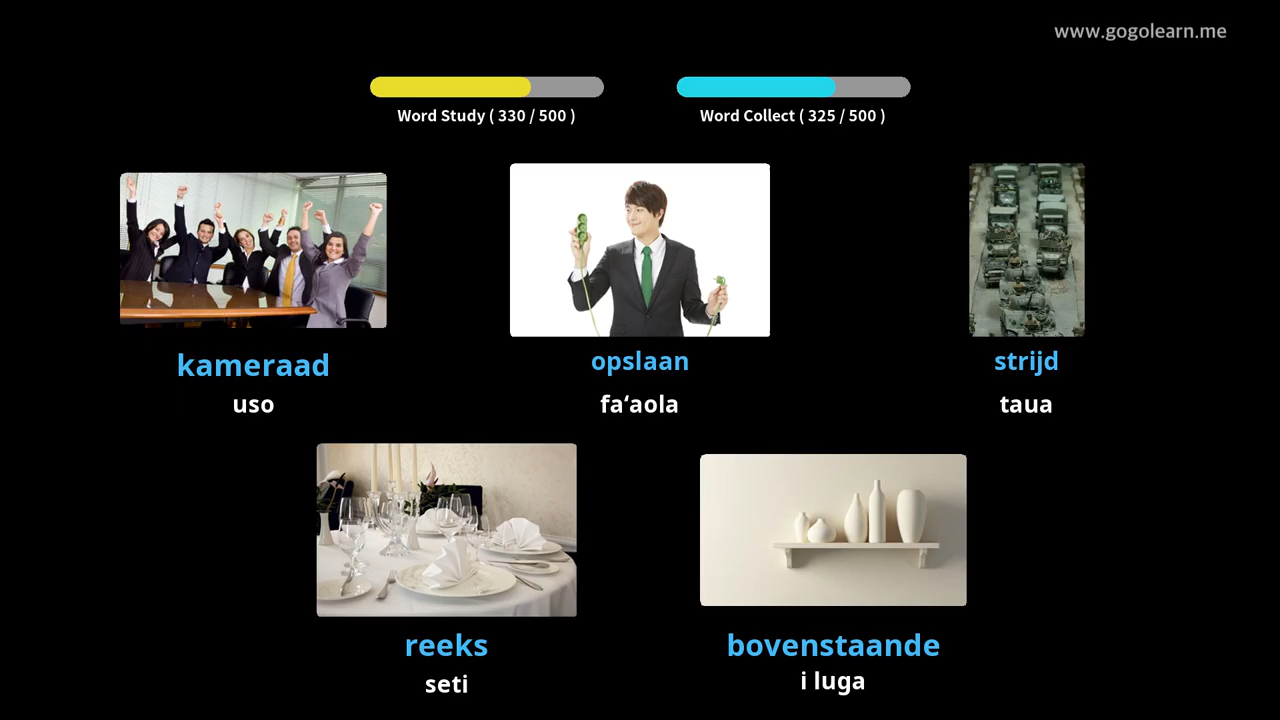 www.gogolearn.me
Word Study ( 330 / 500 )
Word Collect ( 325 / 500 )
kameraad
uso
opslaan
fa‘aola
strijd
taua
reeks
seti
bovenstaande
i luga